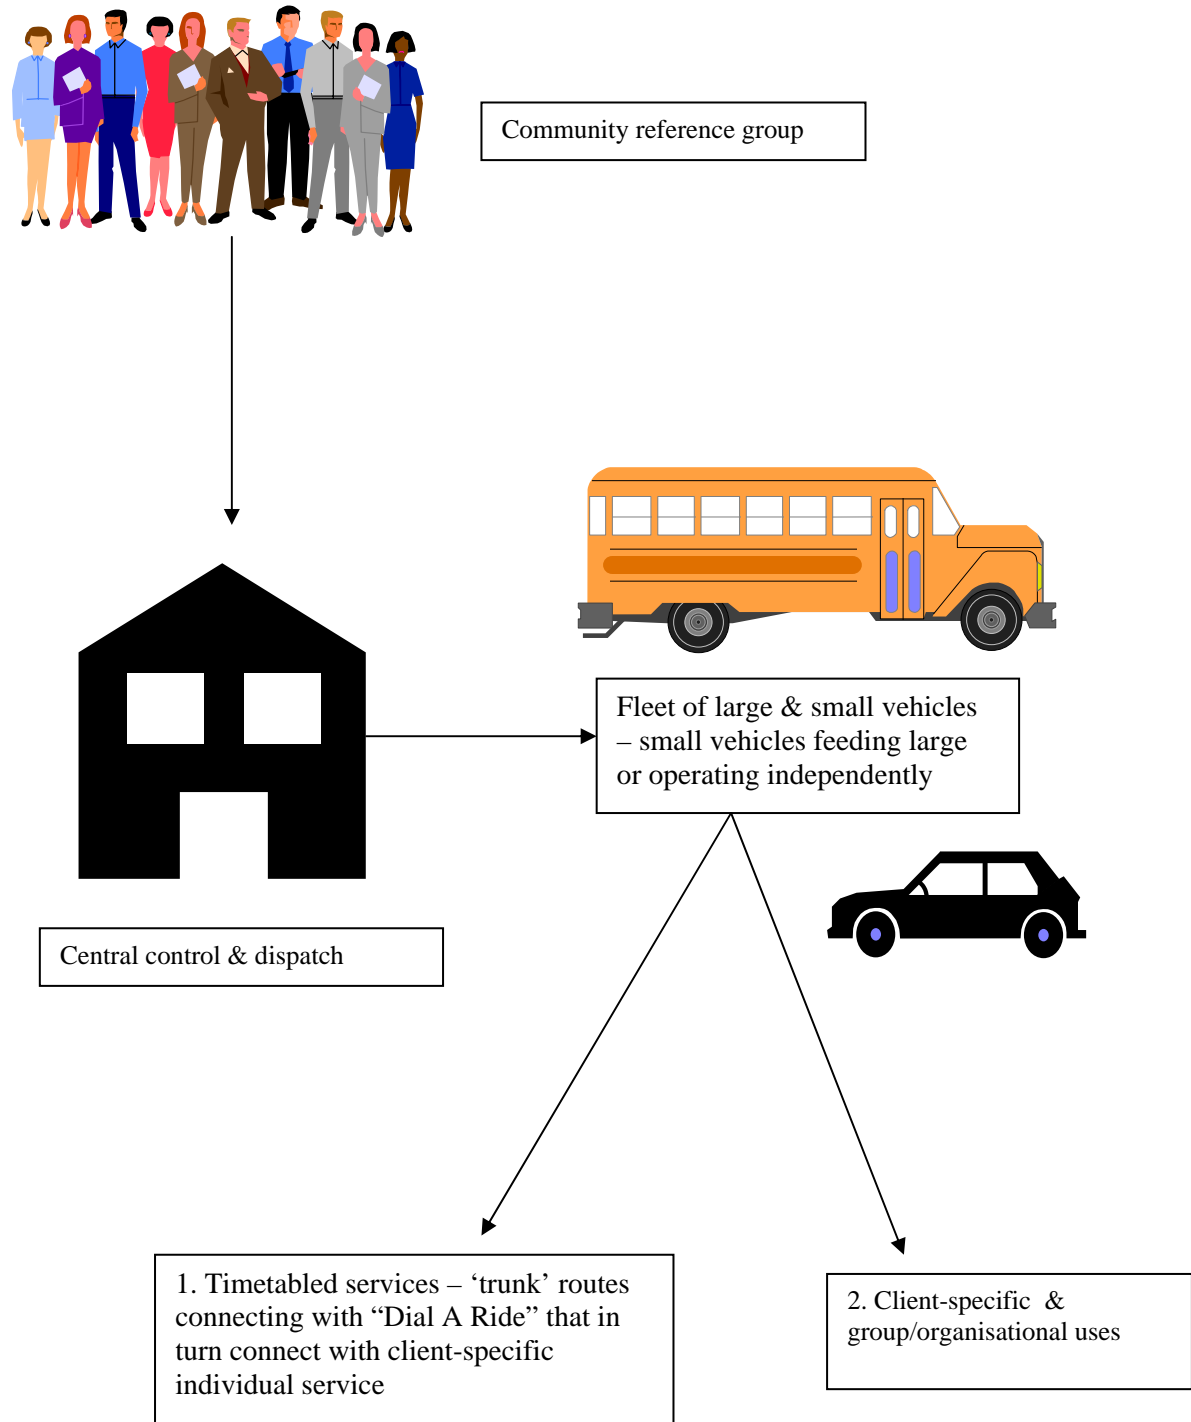 Community reference group
Fleet of large & small vehicles
– small vehicles feeding large
or operating independently
Central control & dispatch
1. Timetabled services – ‘trunk’ routes
connecting with “Dial A Ride” that in
turn connect with client-specific
individual service
2. Client-specific  &
group/organisational uses